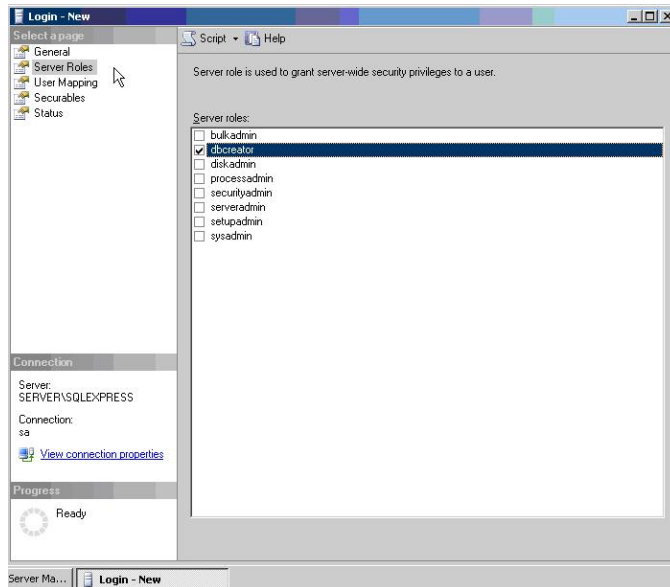 Login - New
Select a page
General
Server Roles
User Mapping
Securables
Status
Script
Help
Server role is used to grant server-wide security privileges to a user.
Server roles:
bulkadmin
dbcreator
diskadmin
processadmin
securityadmin
serveradmin
setupadmin
sysadmin
Connection
Server:
SERVER\SQLEXPRESS
Connection:
sa
View connection properties
Progress
Ready
Server Ma...
Login - New